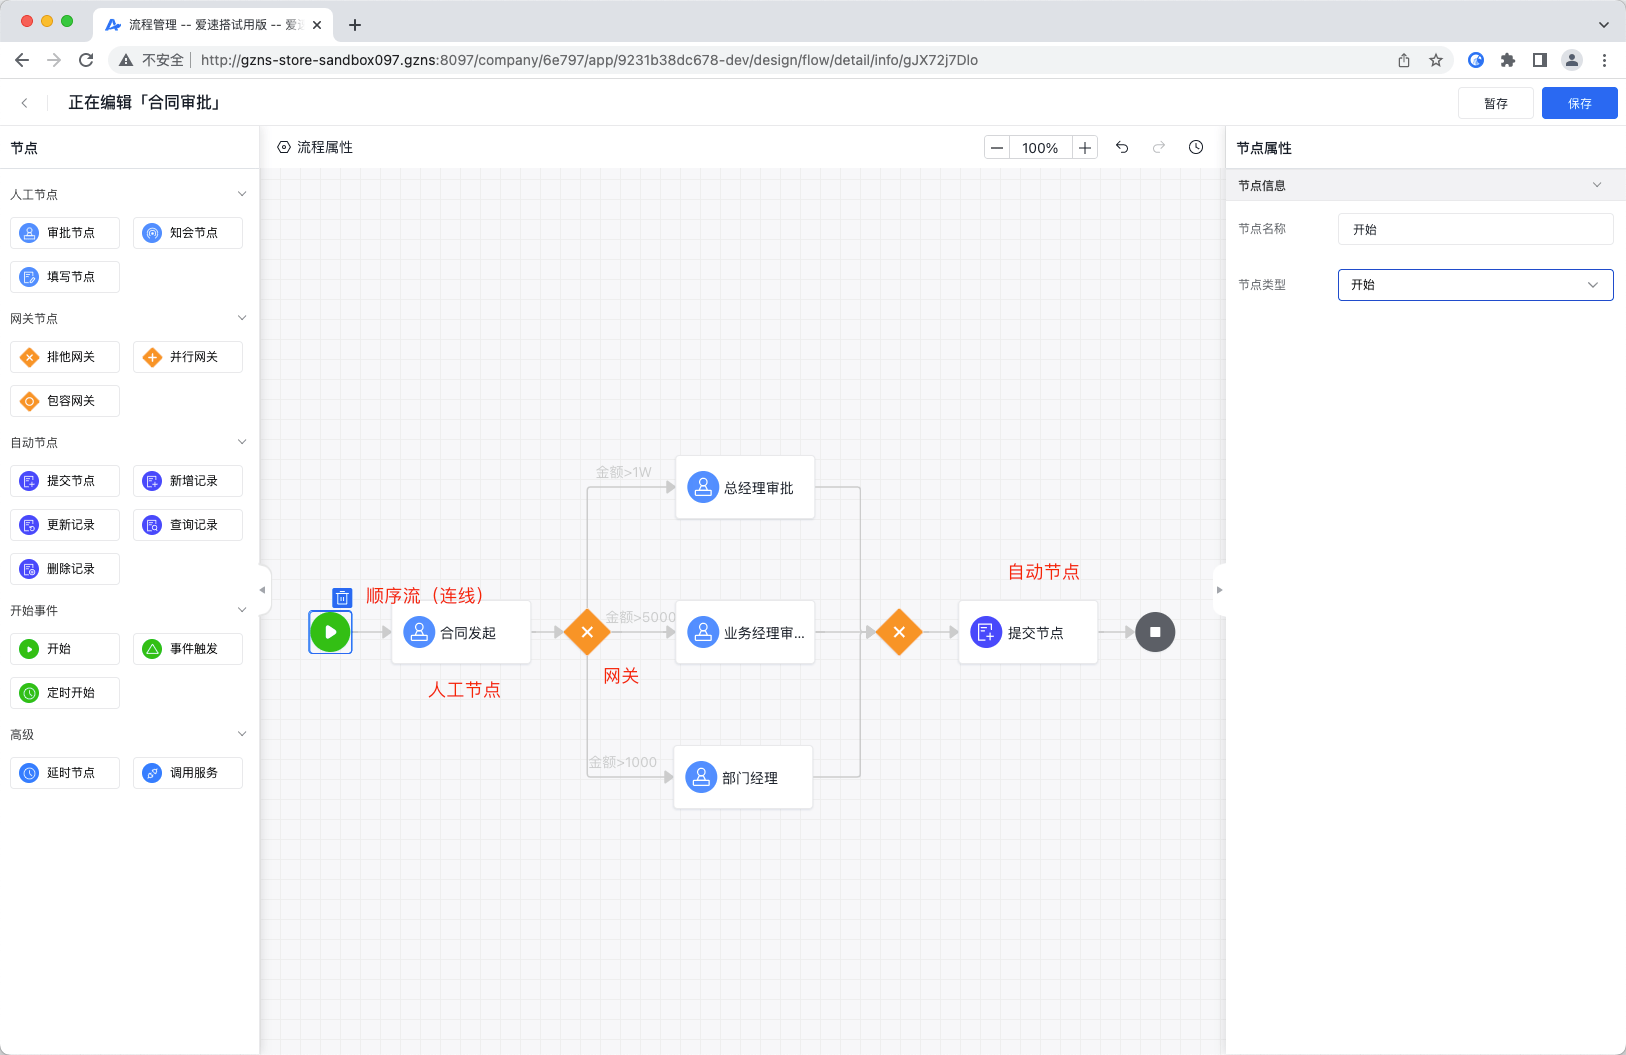 流程管理 -- 爱速搭试用版 -- 爱
不安全 | http://gzns-store-sandbox097.gzns:8097/company/6e797/app/9231b38dc678-dev/design/flow/detail/info/gJX72j7DIo
正在编辑「合同审批」
暂存
保存
节点
流程属性
100%
节点属性
人工节点
审批节点
知会节点
填写节点
网关节点
排他网关
并行网关
包容网关
自动节点
提交节点
新增记录
更新记录
查询记录
删除记录
开始事件
开始
事件触发
定时开始
高级
延时节点
调用服务
金额>1W
总经理审批
自动节点
顺序流（连线）
合同发起
金额>5000
业务经理审...
提交节点
人工节点
网关
金额>1000
部门经理
节点信息
节点名称
开始
节点类型
开始